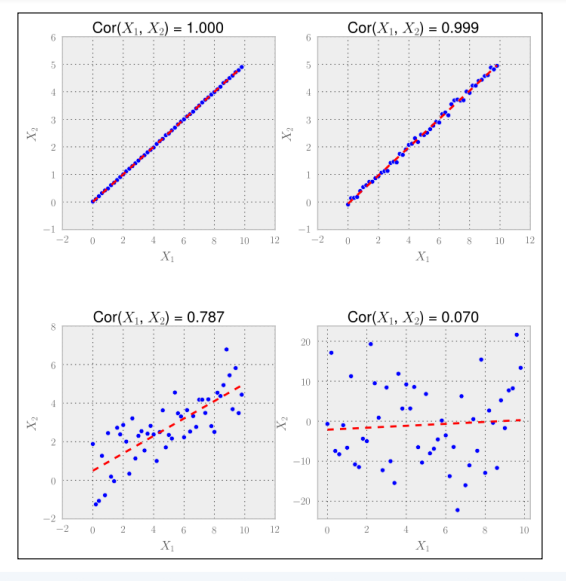 Cor(X₁, X₂) = 1.000
6
5
4
3
2
1
0
−1
X₂
−2 0 2 4 6 8 10 12
X₁
Cor(X₁, X₂) = 0.999
6
5
4
3
2
1
0
−1
X₂
−2 0 2 4 6 8 10 12
X₁
Cor(X₁, X₂) = 0.787
8
6
4
2
0
−2
X₂
−2 0 2 4 6 8 10 12
X₁
Cor(X₁, X₂) = 0.070
20
10
0
−10
−20
X₂
0 2 4 6 8 10
X₁